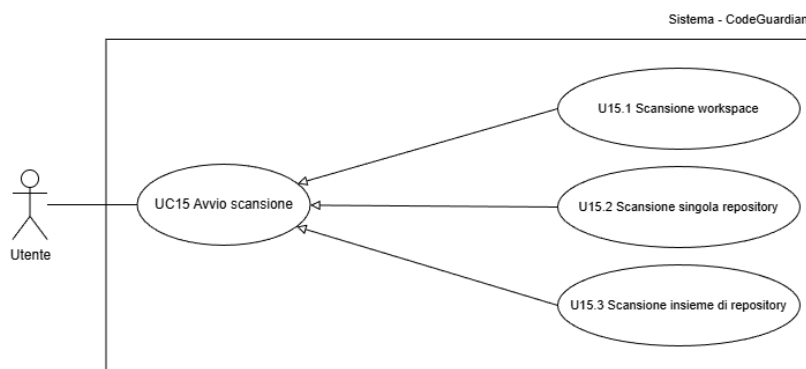 Sistema - CodeGuardian
U15.1 Scansione workspace
UC15 Avvio scansione
U15.2 Scansione singola repository
Utente
U15.3 Scansione insieme di repository